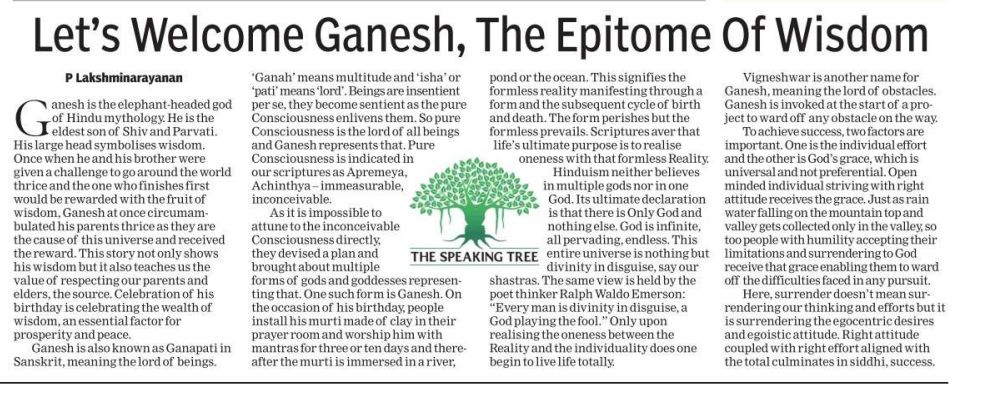 Let's Welcome Ganesh, The Epitome Of Wisdom
P Lakshminarayanan
Ganesh is the elephant-headed god
of Hindu mythology. He is the
eldest son of Shiv and Parvati.
His large head symbolises wisdom.
Once when he and his brother were
given a challenge to go around the world
thrice and the one who finishes first
would be rewarded with the fruit of
wisdom, Ganesh at once circumam-
bulated his parents thrice as they are
the cause of this universe and received
the reward. This story not only shows
his wisdom but it also teaches us the
value of respecting our parents and
elders, the source. Celebration of his
birthday is celebrating the wealth of
wisdom, an essential factor for
prosperity and peace.
Ganesh is also known as Ganapati in
Sanskrit, meaning the lord of beings.
'Ganah' means multitude and 'isha' or
'pati' means 'lord'. Beings are insentient
per se, they become sentient as the pure
Consciousness enlivens them. So pure
Consciousness is the lord of all beings
and Ganesh represents that. Pure
Consciousness is indicated in
our scriptures as Apremeya,
Achinthya – immeasurable,
inconceivable.
As it is impossible to
attune to the inconceivable
Consciousness directly,
they devised a plan and
brought about multiple
forms of gods and goddesses represen-
ting that. One such form is Ganesh. On
the occasion of his birthday, people
install his murti made of clay in their
prayer room and worship him with
mantras for three or ten days and there-
after the murti is immersed in a river,
pond or the ocean. This signifies the
formless reality manifesting through a
form and the subsequent cycle of birth
and death. The form perishes but the
formless prevails. Scriptures aver that
life's ultimate purpose is to realise
oneness with that formless Reality.
Hinduism neither believes
in multiple gods nor in one
God. Its ultimate declaration
is that there is Only God and
nothing else. God is infinite,
all pervading, endless. This
entire universe is nothing but
divinity in disguise, say our
shastras. The same view is held by the
poet thinker Ralph Waldo Emerson:
"Every man is divinity in disguise, a
God playing the fool." Only upon
realising the oneness between the
Reality and the individuality does one
begin to live life totally.
THE SPEAKING TREE
Vigneshwar is another name for
Ganesh, meaning the lord of obstacles.
Ganesh is invoked at the start of a pro-
ject to ward off any obstacle on the way.
To achieve success, two factors are
important. One is the individual effort
and the other is God's grace, which is
universal and not preferential. Open
minded individual striving with right
attitude receives the grace. Just as rain
water falling on the mountain top and
valley gets collected only in the valley, so
too people with humility accepting their
limitations and surrendering to God
receive that grace enabling them to ward
off the difficulties faced in any pursuit.
Here, surrender doesn't mean sur-
rendering our thinking and efforts but it
is surrendering the egocentric desires
and egoistic attitude. Right attitude
coupled with right effort aligned with
the total culminates in siddhi, success.